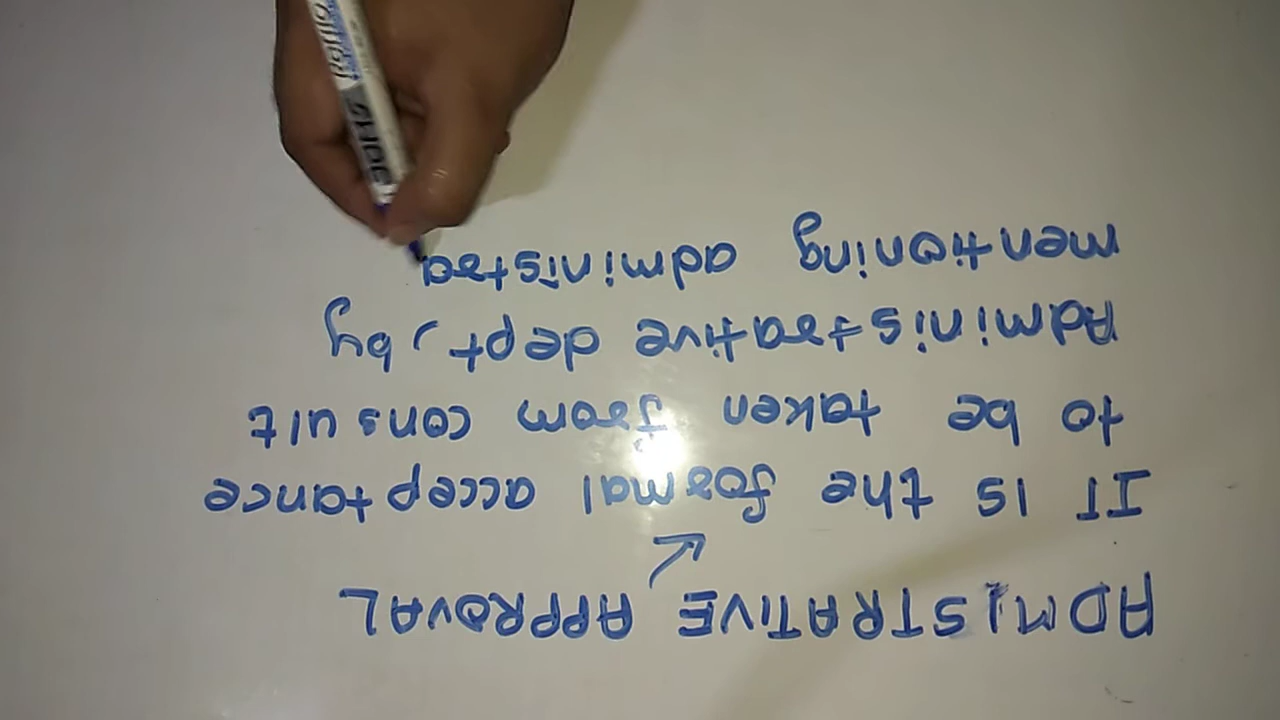 ADMISTRATIVE APPROVAL
It is the formal acceptance
to be taken from consult
Administrative dept, by
mentioning administra